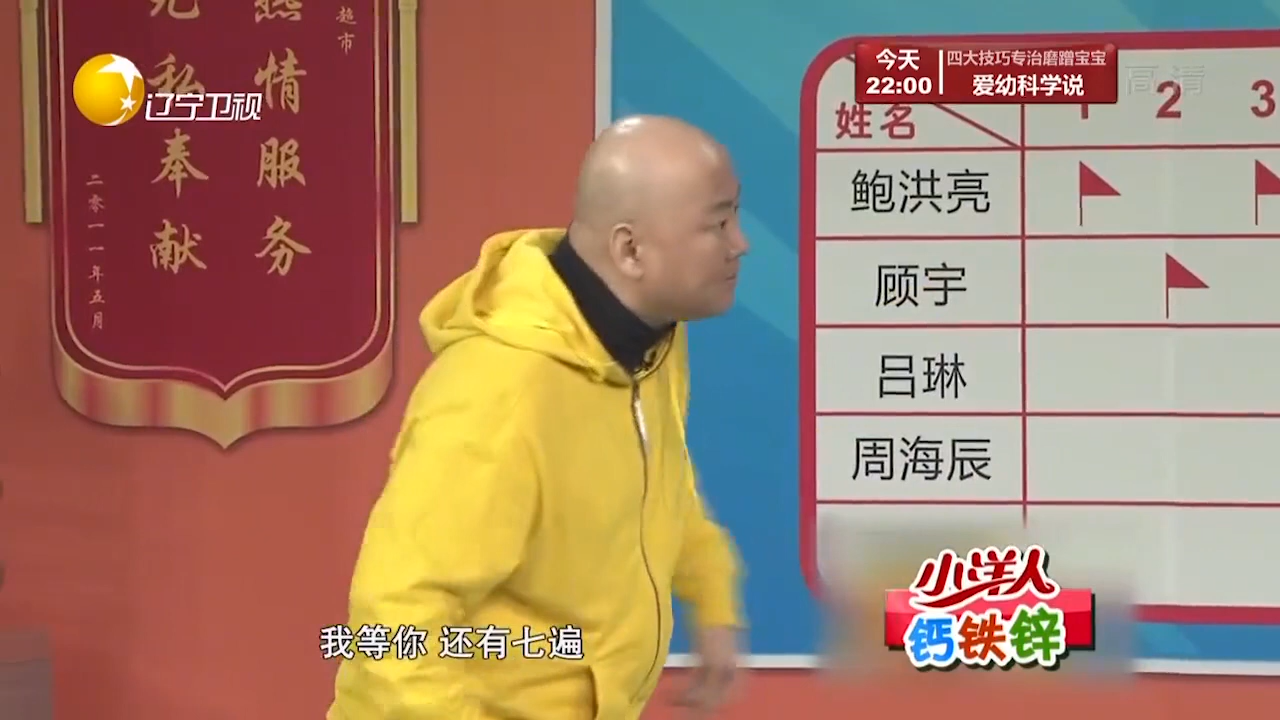 超市
热情服务
无私奉献
二零一一年五月
辽宁卫视
今天
22:00
四大技巧专治磨蹭宝宝
爱幼科学说
高清
姓名
1 2 3
鲍洪亮
顾宇
吕琳
周海辰
我等你 还有七遍
小洋人
钙铁锌